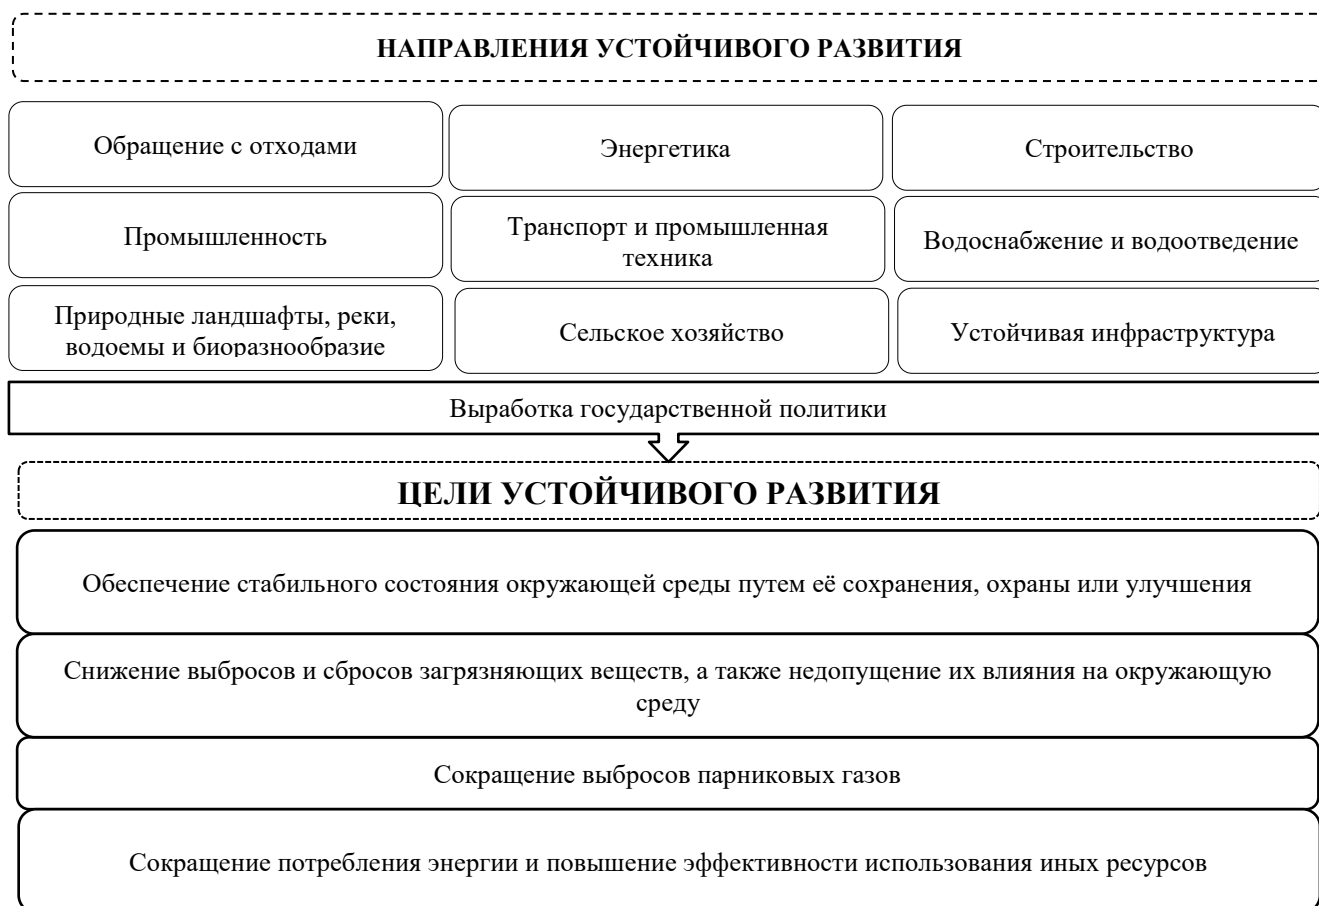 НАПРАВЛЕНИЯ УСТОЙЧИВОГО РАЗВИТИЯ
Обращение с отходами
Энергетика
Строительство
Промышленность
Транспорт и промышленная
техника
Водоснабжение и водоотведение
Природные ландшафты, реки,
водоемы и биоразнообразие
Сельское хозяйство
Устойчивая инфраструктура
Выработка государственной политики
ЦЕЛИ УСТОЙЧИВОГО РАЗВИТИЯ
Обеспечение стабильного состояния окружающей среды путем её сохранения, охраны или улучшения
Снижение выбросов и сбросов загрязняющих веществ, а также недопущение их влияния на окружающую
среду
Сокращение выбросов парниковых газов
Сокращение потребления энергии и повышение эффективности использования иных ресурсов